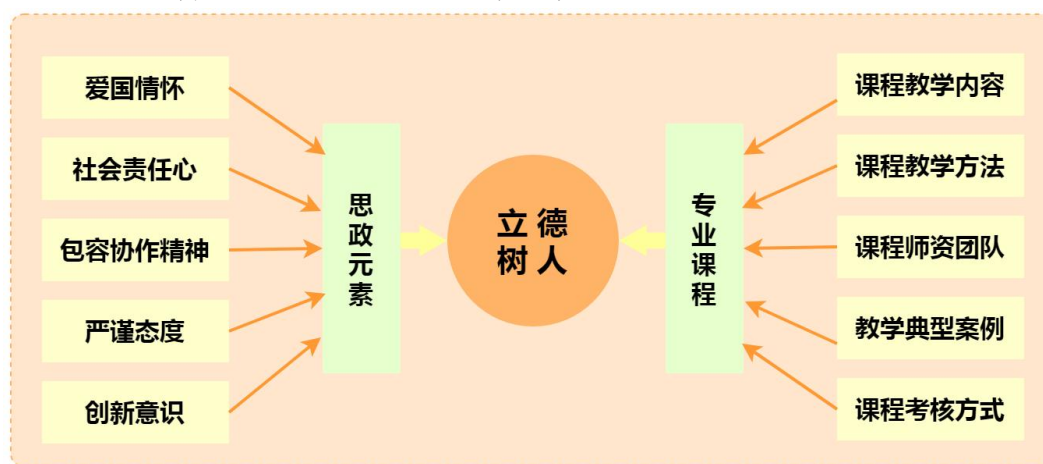 爱国情怀
社会责任心
包容协作精神
严谨态度
创新意识
思政元素
立德
树人
专业课程
课程教学内容
课程教学方法
课程师资团队
教学典型案例
课程考核方式